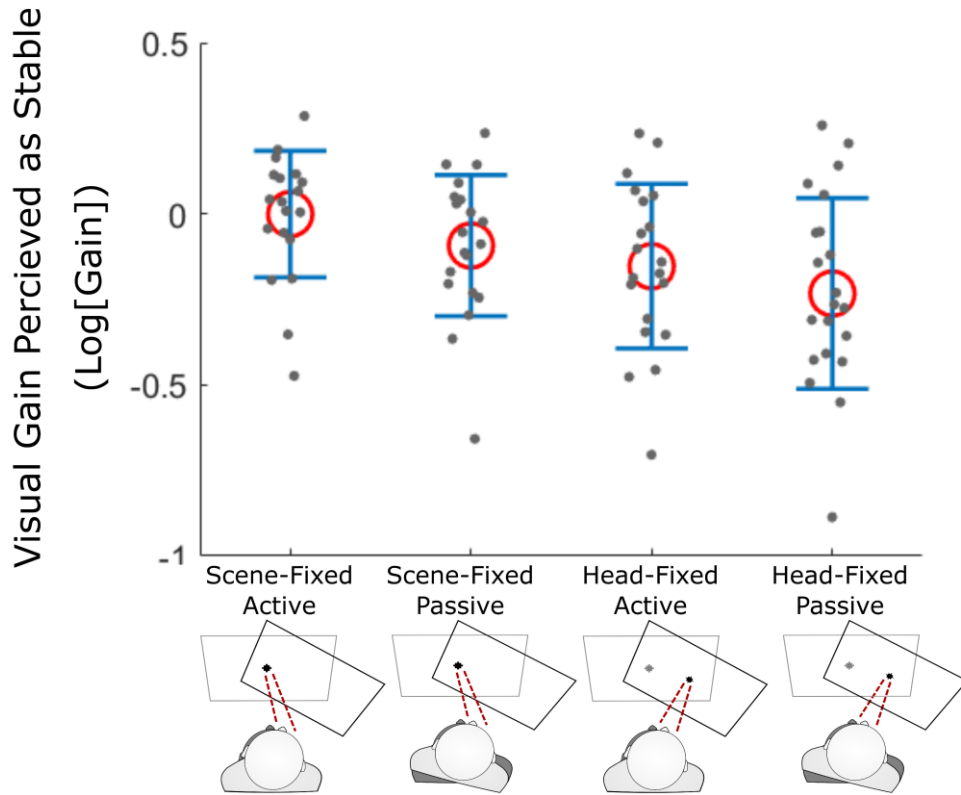 Visual Gain Percieved as Stable
(Log[Gain])
0.5
0
-0.5
-1
Scene-Fixed
Active
Scene-Fixed
Passive
Head-Fixed
Active
Head-Fixed
Passive